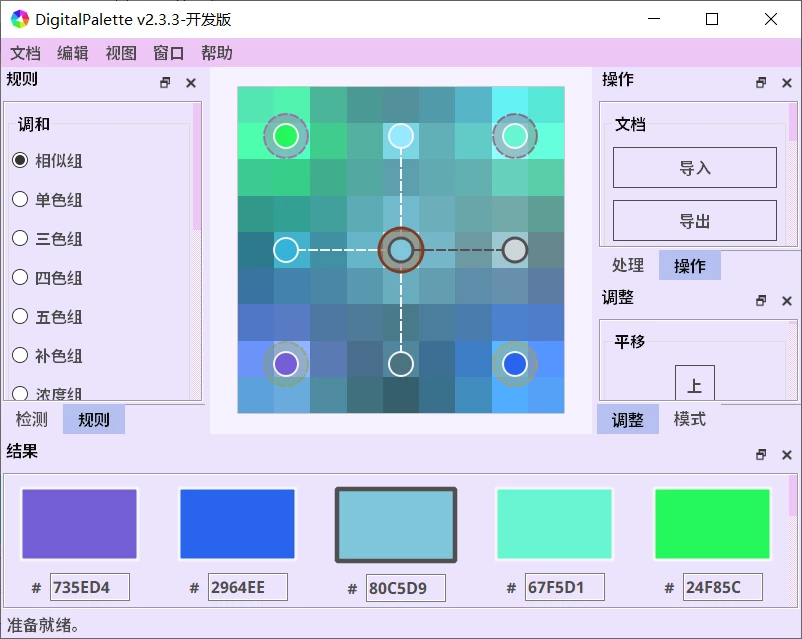 DigitalPalette v2.3.3-开发版
文档 编辑 视图 窗口 帮助
规则
调和
相似组
单色组
三色组
四色组
五色组
补色组
浓度组
检测 规则
操作
文档
导入
导出
处理 操作
调整
平移
上
调整 模式
结果
# 735ED4 # 2964EE # 80C5D9 # 67F5D1 # 24F85C
准备就绪。